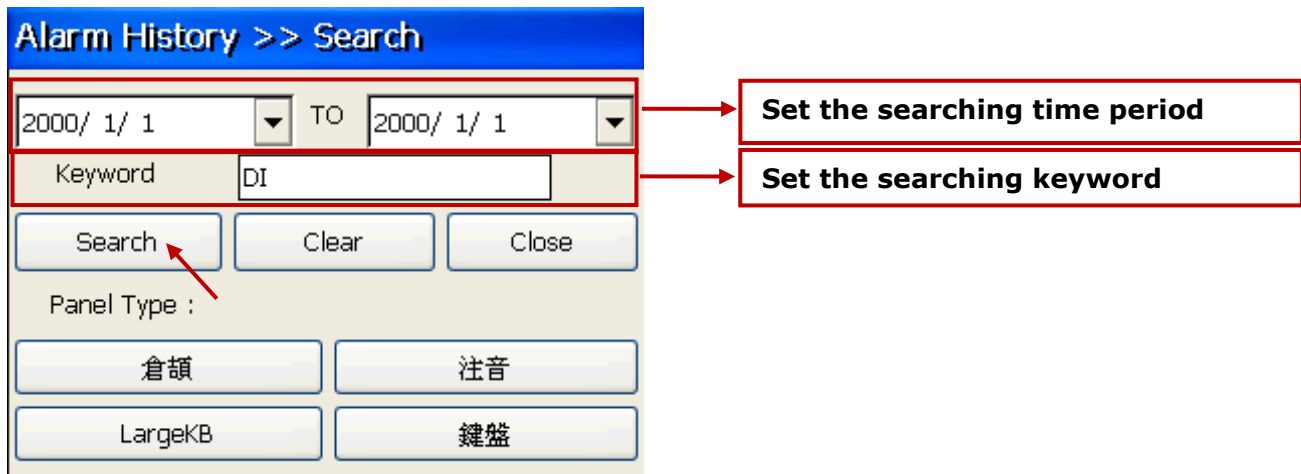 Alarm History >> Search
2000/ 1/ 1 TO 2000/ 1/ 1 Set the searching time period
Keyword DI Set the searching keyword
Search Clear Close
Panel Type :
倉頡 注音
LargeKB 鍵盤